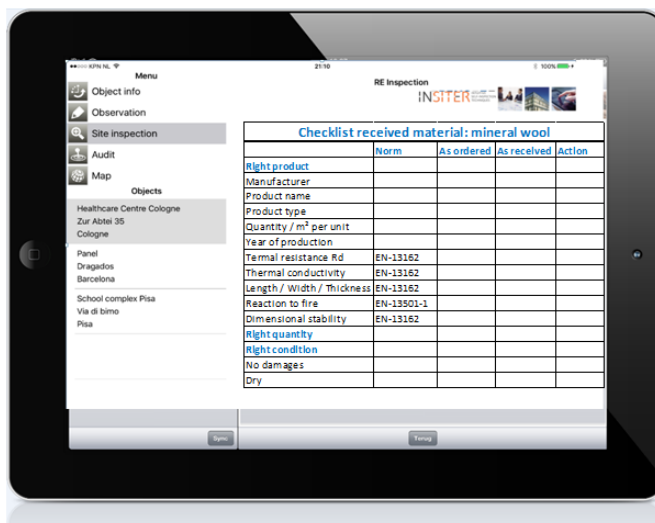 KPN NL 21:10 100%
Menu
Object info
Observation
Site inspection
Audit
Map
Objects
Healthcare Centre Cologne
Zur Abtei 35
Cologne
Panel
Dragados
Barcelona
School complex Pisa
Via di bimo
Pisa
Sync
RE Inspection
INSITER
Checklist received material: mineral wool
Norm As ordered As received Action
Right product
Manufacturer
Product name
Product type
Quantity / m² per unit
Year of production
Termal resistance Rd EN-13162
Thermal conductivity EN-13162
Length / Width / Thickness EN-13162
Reaction to fire EN-13501-1
Dimensional stability EN-13162
Right quantity
Right condition
No damages
Dry
Terug